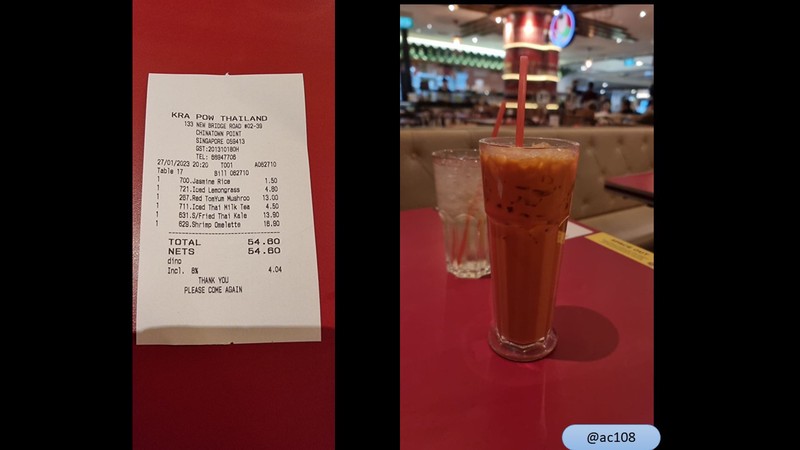 KRA POW THAILAND
133 NEW BRIDGE ROAD #02-39
CHINATOWN POINT
SINGAPORE 059413
GST:201310180H
TEL: 66947706
27/01/2023 20:20 T001 A062710
Table 17 Bill 062710
1 700.Jasmine Rice 1.50
1 721.Iced Lemongrass 4.80
1 267.Red TomYum Mushroo 13.00
1 711.Iced Thai Milk Tea 4.50
1 631.S/Fried Thai Kale 13.90
1 629.Shrimp Omelette 16.90
TOTAL 54.60
NETS 54.60
dino
Incl. 8% 4.04
THANK YOU
PLEASE COME AGAIN
@ac108